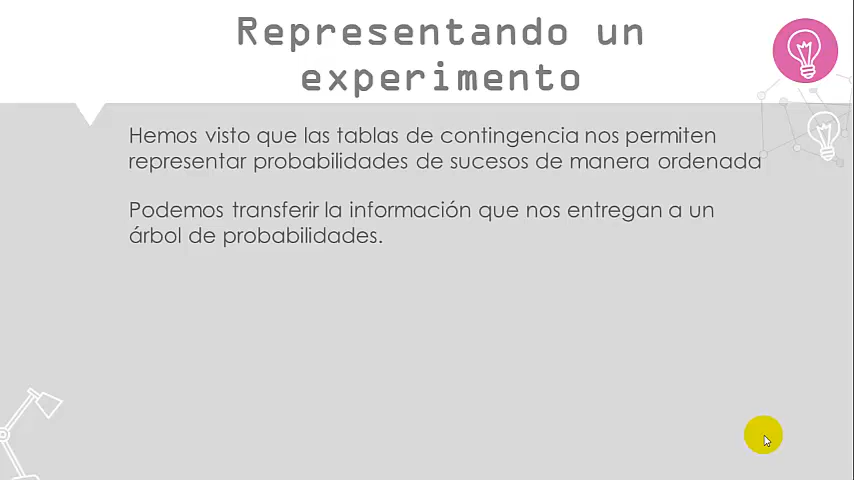 Representando un
experimento
Hemos visto que las tablas de contingencia nos permiten
representar probabilidades de sucesos de manera ordenada
Podemos transferir la información que nos entregan a un
árbol de probabilidades.